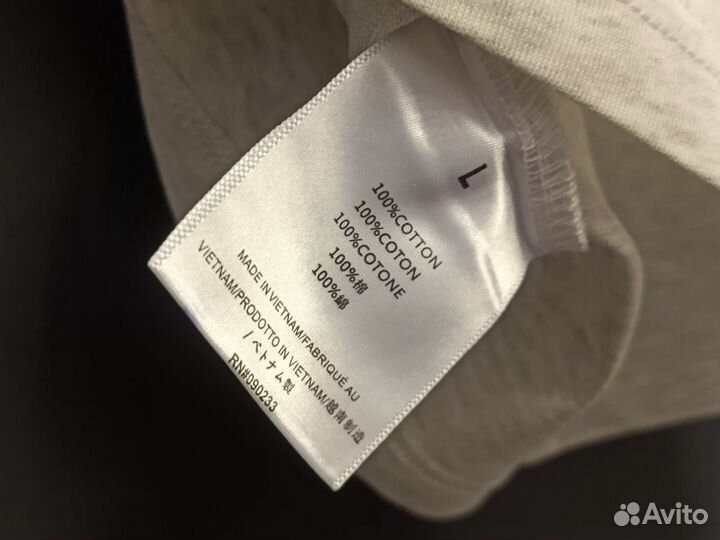 L
100%COTTON
100%COTON
100%COTONE
100%棉
100%綿
MADE IN VIETNAM/FABRIQUÉ AU
VIETNAM/PRODOTTO IN VIETNAM/越南制造
/ベトナム製
RN#090233
Avito